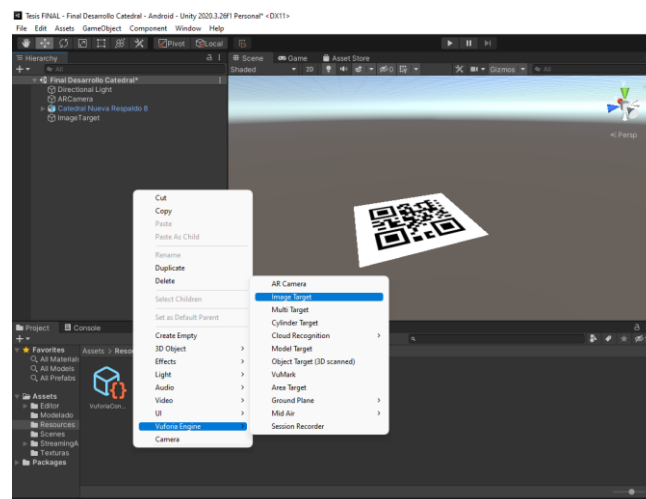 Tesis FINAL - Final Desarrollo Catedral - Android - Unity 2020.3.26f1 Personal* <DX11>
File Edit Assets GameObject Component Window Help
Pivot Local
Hierarchy
All
Final Desarrollo Catedral*
Directional Light
ARCamera
Catedral Nueva Respaldo 8
ImageTarget
Scene Game Asset Store
Shaded 2D Gizmos All
Persp
Cut
Copy
Paste
Paste As Child
Rename
Duplicate
Delete
Select Children
Set as Default Parent
Create Empty
3D Object
Effects
Light
Audio
Video
UI
Vuforia Engine
Camera
AR Camera
Image Target
Multi Target
Cylinder Target
Cloud Recognition
Model Target
Object Target (3D scanned)
VuMark
Area Target
Ground Plane
Mid Air
Session Recorder
Project Console
Favorites
All Materials
All Models
All Prefabs
Assets
Editor
Modelado
Resources
Scenes
StreamingA
Texturas
Packages
Assets > Reso
VuforiaCon...